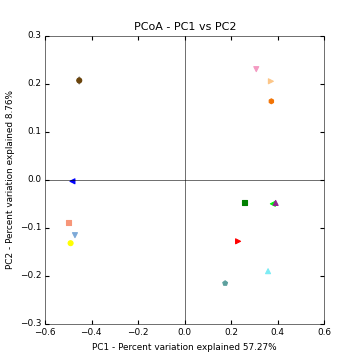 PCoA - PC1 vs PC2
0.3
0.2
0.1
0.0
−0.1
−0.2
−0.3
−0.6 −0.4 −0.2 0.0 0.2 0.4 0.6
PC2 - Percent variation explained 8.76%
PC1 - Percent variation explained 57.27%